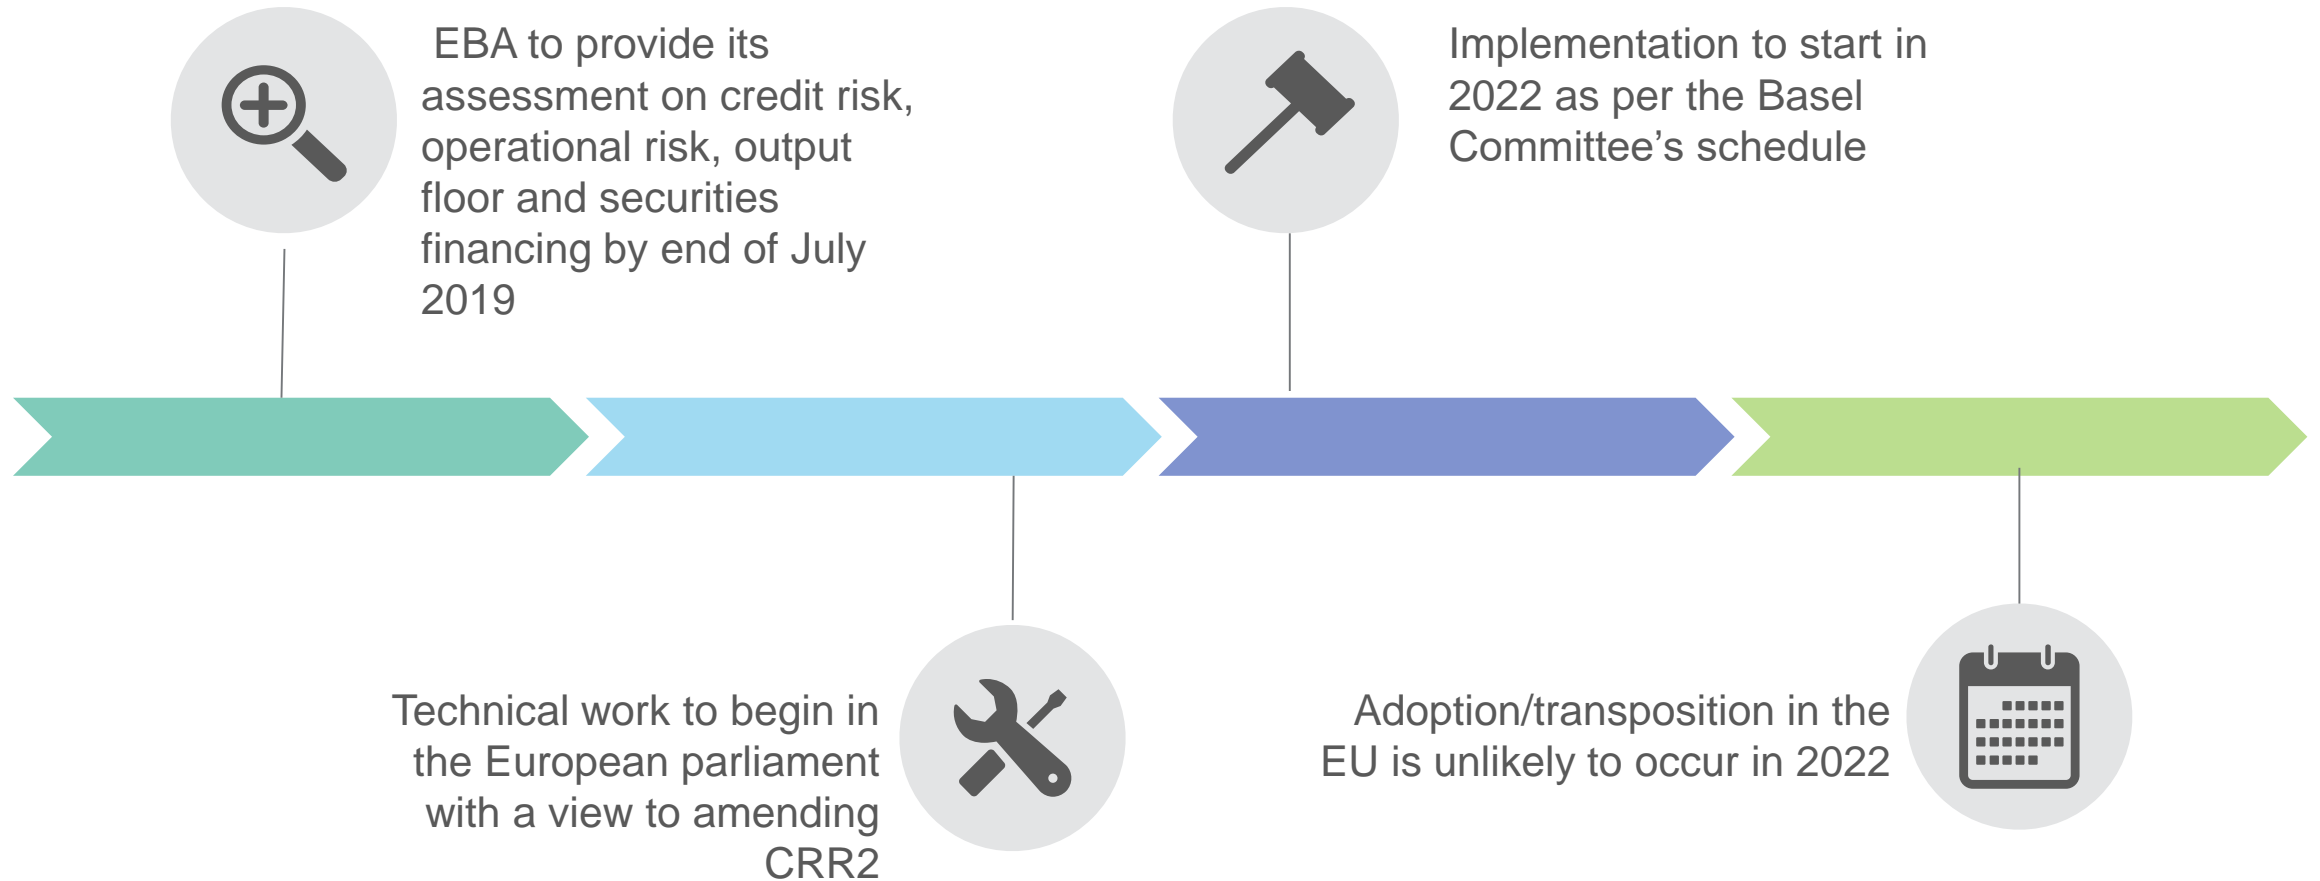 EBA to provide its
assessment on credit risk,
operational risk, output
floor and securities
financing by end of July
2019
Technical work to begin in
the European parliament
with a view to amending
CRR2
Implementation to start in
2022 as per the Basel
Committee’s schedule
Adoption/transposition in the
EU is unlikely to occur in 2022